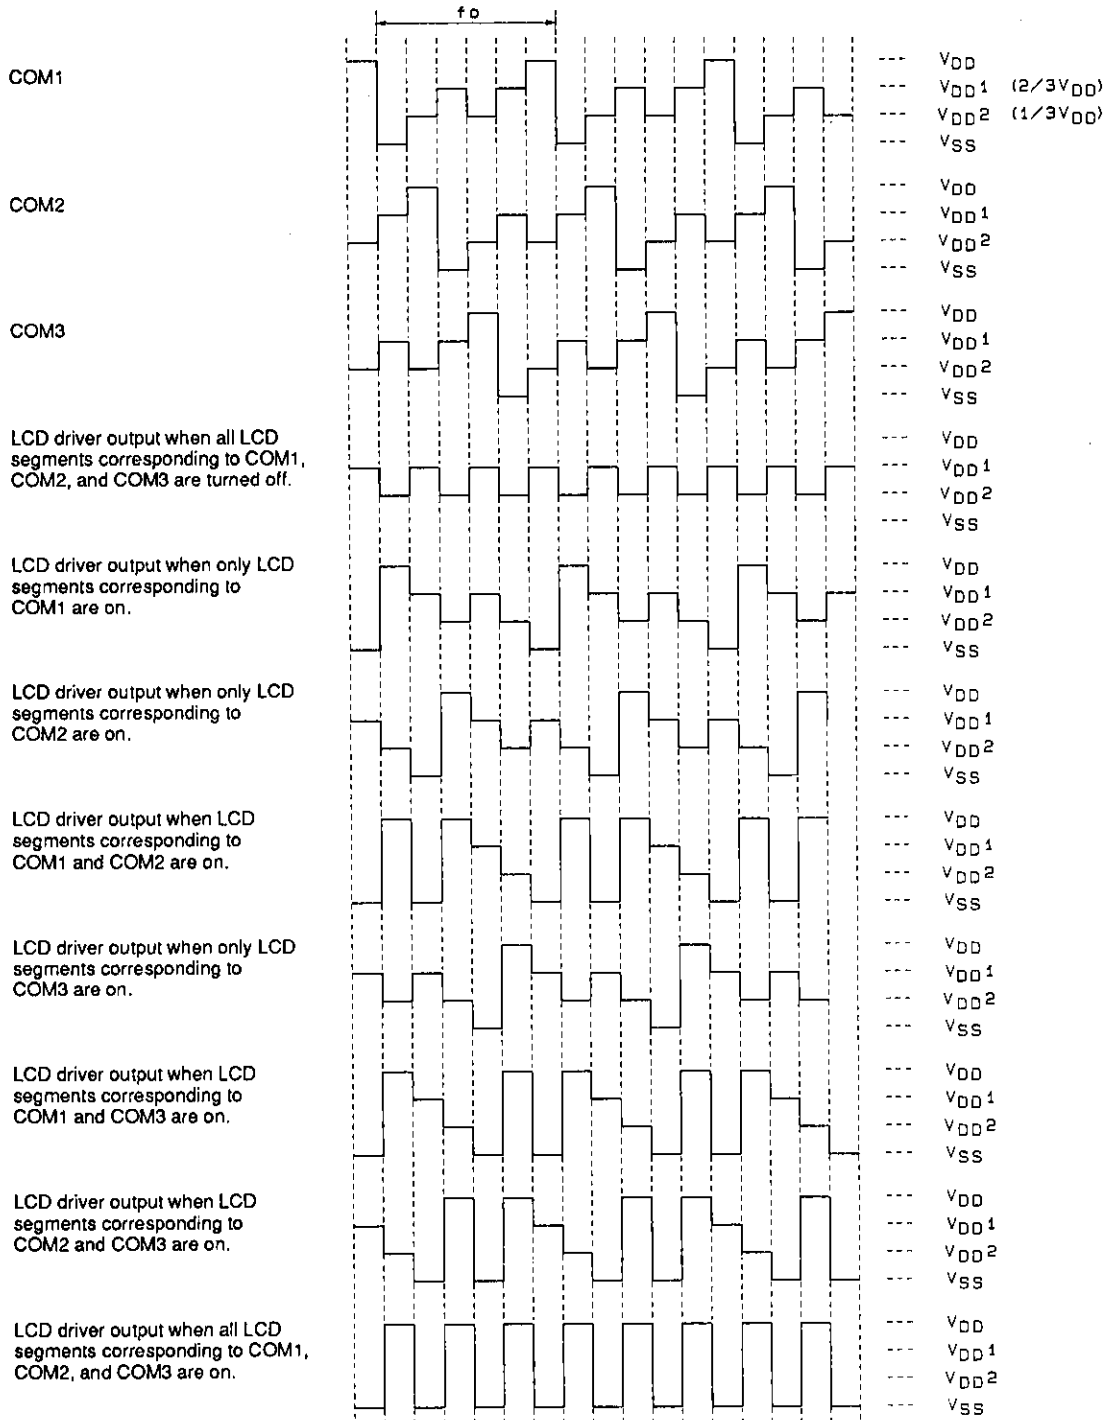 fD
COM1
--- VDD
--- VDD1 (2/3VDD)
--- VDD2 (1/3VDD)
--- VSS
COM2
--- VDD
--- VDD1
--- VDD2
--- VSS
COM3
--- VDD
--- VDD1
--- VDD2
--- VSS
LCD driver output when all LCD
segments corresponding to COM1,
COM2, and COM3 are turned off.
--- VDD
--- VDD1
--- VDD2
--- VSS
LCD driver output when only LCD
segments corresponding to
COM1 are on.
--- VDD
--- VDD1
--- VDD2
--- VSS
LCD driver output when only LCD
segments corresponding to
COM2 are on.
--- VDD
--- VDD1
--- VDD2
--- VSS
LCD driver output when LCD
segments corresponding to
COM1 and COM2 are on.
--- VDD
--- VDD1
--- VDD2
--- VSS
LCD driver output when only LCD
segments corresponding to
COM3 are on.
--- VDD
--- VDD1
--- VDD2
--- VSS
LCD driver output when LCD
segments corresponding to
COM1 and COM3 are on.
--- VDD
--- VDD1
--- VDD2
--- VSS
LCD driver output when LCD
segments corresponding to
COM2 and COM3 are on.
--- VDD
--- VDD1
--- VDD2
--- VSS
LCD driver output when all LCD
segments corresponding to COM1,
COM2, and COM3 are on.
--- VDD
--- VDD1
--- VDD2
--- VSS